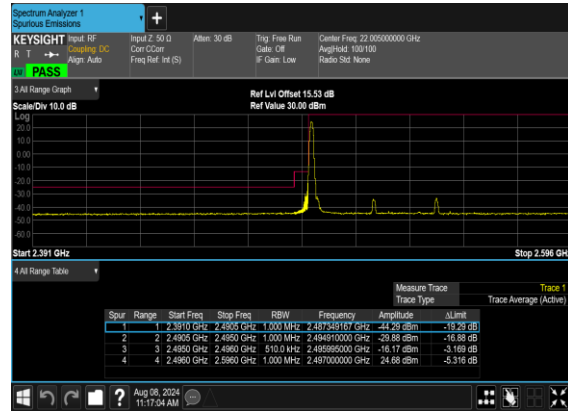 Spectrum Analyzer 1
Spurious Emissions
KEYSIGHT Input: RF Input Z: 50 Ω Atten: 30 dB Trig: Free Run Center Freq: 22.005000000 GHz
R T Coupling: DC Corr CCorr Gate: Off Avg|Hold: 100/100
Align: Auto Freq Ref: Int (S) IF Gain: Low Radio Std: None
LW PASS
3 All Range Graph
Ref Lvl Offset 15.53 dB
Scale/Div 10.0 dB Ref Value 30.00 dBm
Log
20.0
10.0
0.00
-10.0
-20.0
-30.0
-40.0
-50.0
-60.0
Start 2.391 GHz Stop 2.596 GHz
4 All Range Table
Measure Trace Trace 1
Trace Type Trace Average (Active)
Spur Range Start Freq Stop Freq RBW Frequency Amplitude ΔLimit
1 1 2.3910 GHz 2.4905 GHz 1.000 MHz 2.487349167 GHz -44.29 dBm -19.29 dB
2 2 2.4905 GHz 2.4950 GHz 1.000 MHz 2.494910000 GHz -29.88 dBm -16.88 dB
3 3 2.4950 GHz 2.4960 GHz 510.0 kHz 2.495995000 GHz -16.17 dBm -3.169 dB
4 4 2.4960 GHz 2.5960 GHz 1.000 MHz 2.497000000 GHz 24.68 dBm -5.316 dB
? Aug 08, 2024
11:17:04 AM